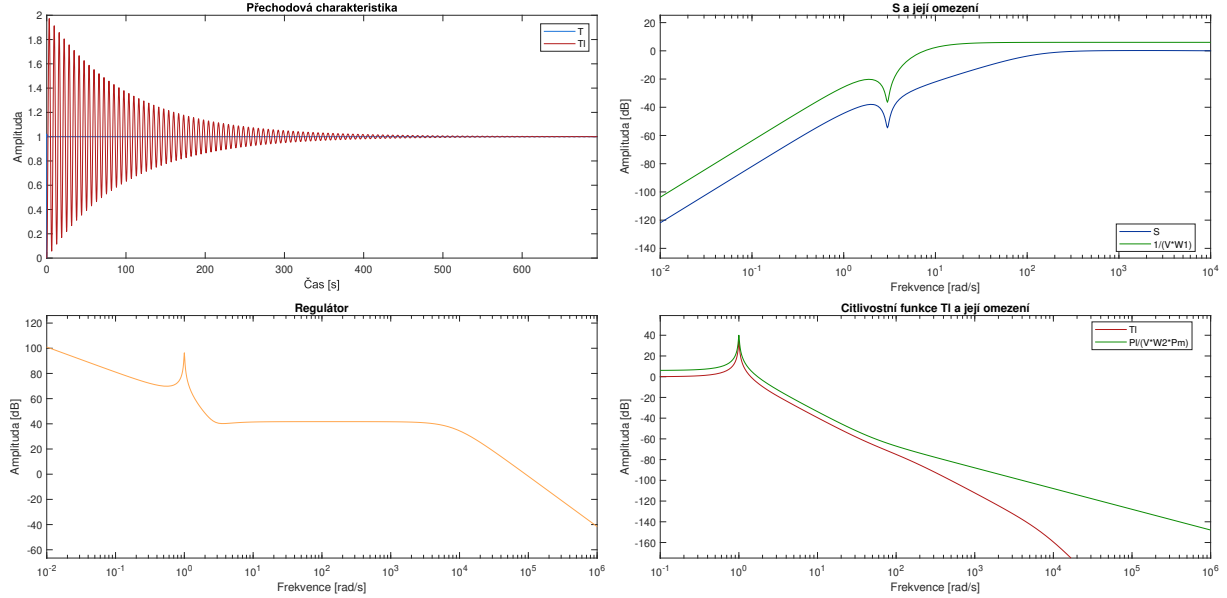 Přechodová charakteristika
2
1.8
1.6
1.4
1.2
1
0.8
0.6
0.4
0.2
0
Amplituda
T
Tl
0 100 200 300 400 500 600
Čas [s]
S a její omezení
20
0
-20
-40
-60
-80
-100
-120
-140
Amplituda [dB]
S
1/(V*W1)
10^-2 10^-1 10^0 10^1 10^2 10^3 10^4
Frekvence [rad/s]
Regulátor
120
100
80
60
40
20
0
-20
-40
-60
Amplituda [dB]
10^-2 10^-1 10^0 10^1 10^2 10^3 10^4 10^5 10^6
Frekvence [rad/s]
Citlivostní funkce Tl a její omezení
40
20
0
-20
-40
-60
-80
-100
-120
-140
-160
Amplituda [dB]
Tl
Pl/(V*W2*Pm)
10^-1 10^0 10^1 10^2 10^3 10^4 10^5 10^6
Frekvence [rad/s]